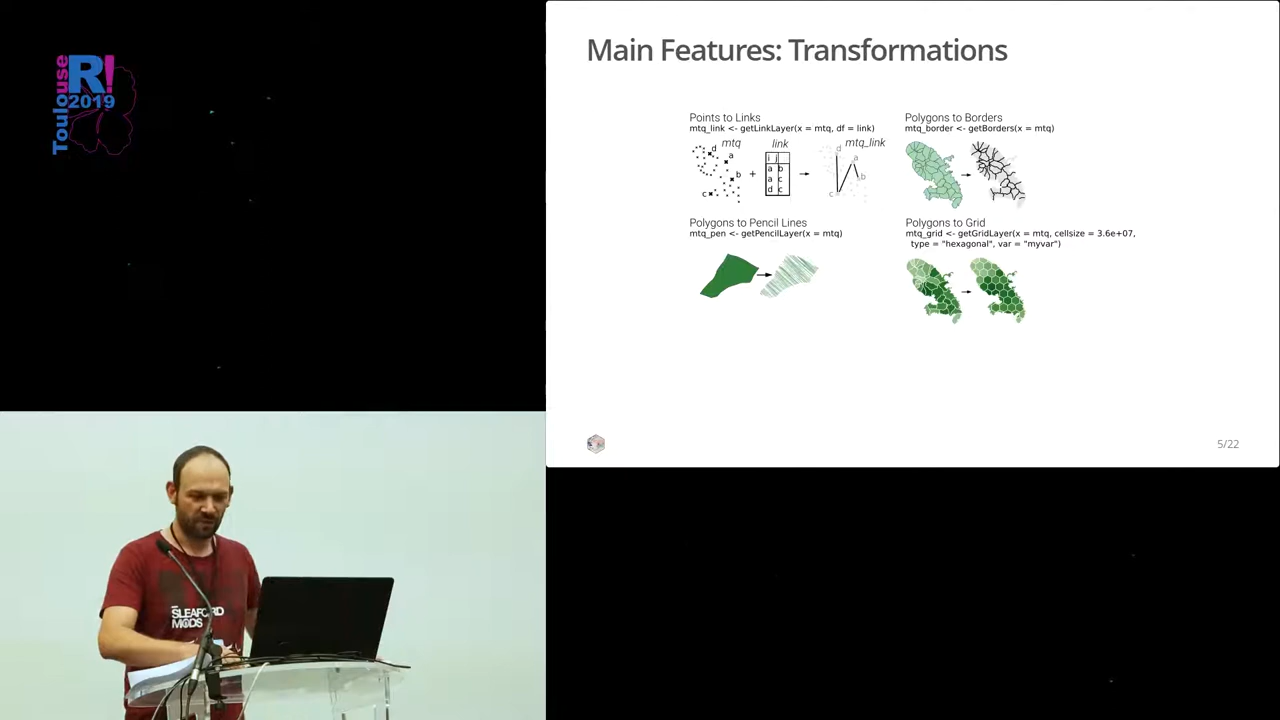 Toulouse
R!
2019
Main Features: Transformations
Points to Links
mtq_link <- getLinkLayer(x = mtq, df = link)
mtq
link
mtq_link
d
a
b
c
i j
a b
a c
d c
d
a
b
c
Polygons to Borders
mtq_border <- getBorders(x = mtq)
Polygons to Pencil Lines
mtq_pen <- getPencilLayer(x = mtq)
Polygons to Grid
mtq_grid <- getGridLayer(x = mtq, cellsize = 3.6e+07,
type = "hexagonal", var = "myvar")
5/22
SLEAFORD
MODS